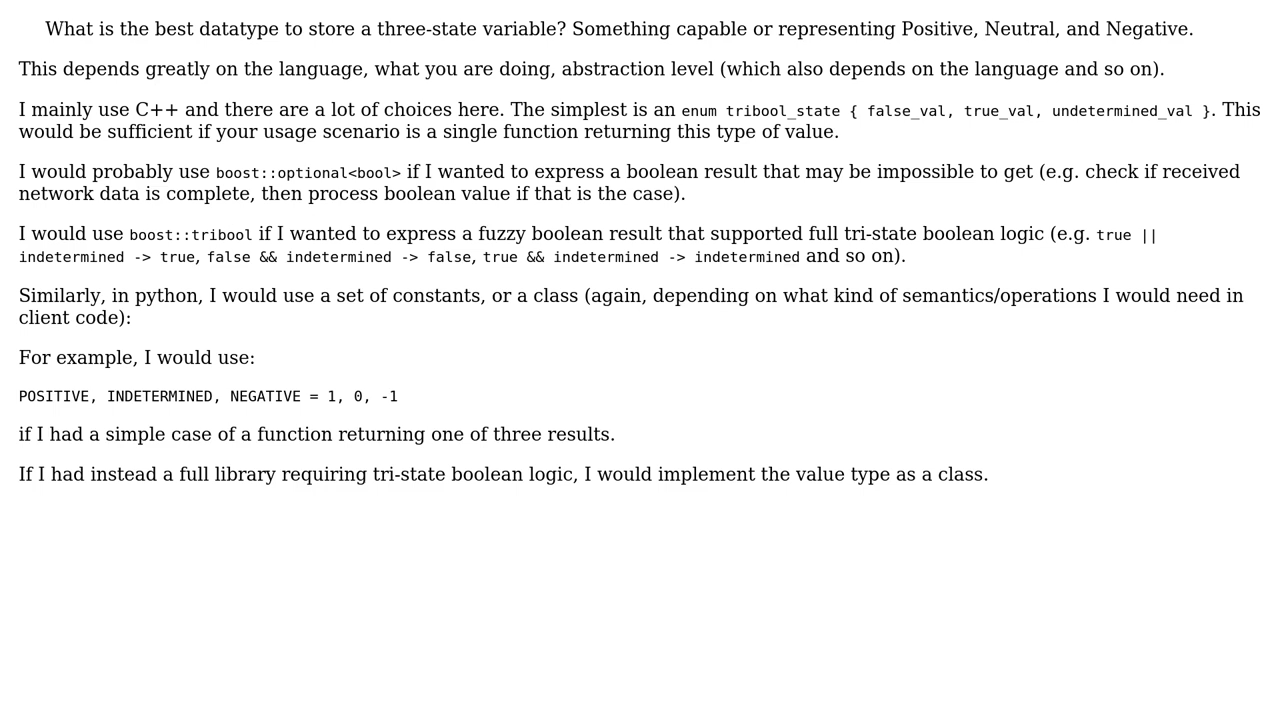 What is the best datatype to store a three-state variable? Something capable or representing Positive, Neutral, and Negative.
This depends greatly on the language, what you are doing, abstraction level (which also depends on the language and so on).
I mainly use C++ and there are a lot of choices here. The simplest is an enum tribool_state { false_val, true_val, undetermined_val }. This
would be sufficient if your usage scenario is a single function returning this type of value.
I would probably use boost::optional<bool> if I wanted to express a boolean result that may be impossible to get (e.g. check if received
network data is complete, then process boolean value if that is the case).
I would use boost::tribool if I wanted to express a fuzzy boolean result that supported full tri-state boolean logic (e.g. true ||
indetermined -> true, false && indetermined -> false, true && indetermined -> indetermined and so on).
Similarly, in python, I would use a set of constants, or a class (again, depending on what kind of semantics/operations I would need in
client code):
For example, I would use:
POSITIVE, INDETERMINED, NEGATIVE = 1, 0, -1
if I had a simple case of a function returning one of three results.
If I had instead a full library requiring tri-state boolean logic, I would implement the value type as a class.